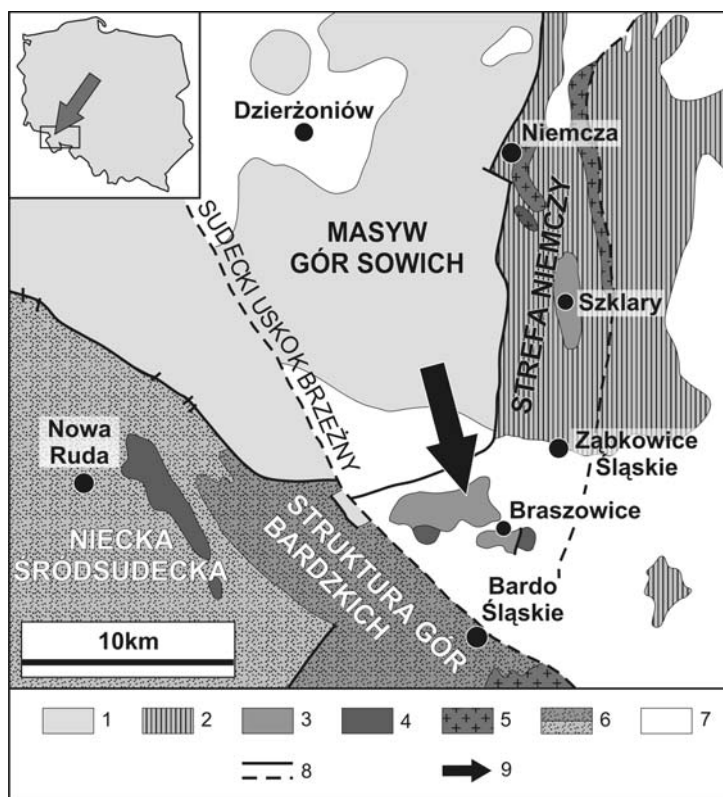 Dzierżoniów
Niemcza
MASYW
GÓR SOWICH
SUDECKI USKOK BRZEŻNY
STREFA NIEMCZY
Szklary
Nowa
Ruda
Ząbkowice
Śląskie
Braszowice
NIECKA
ŚRÓDSUDECKA
STRUKTURA GÓR
BARDZKICH
Bardo
Śląskie
10km
1
2
3
4
5
6
7
8
9